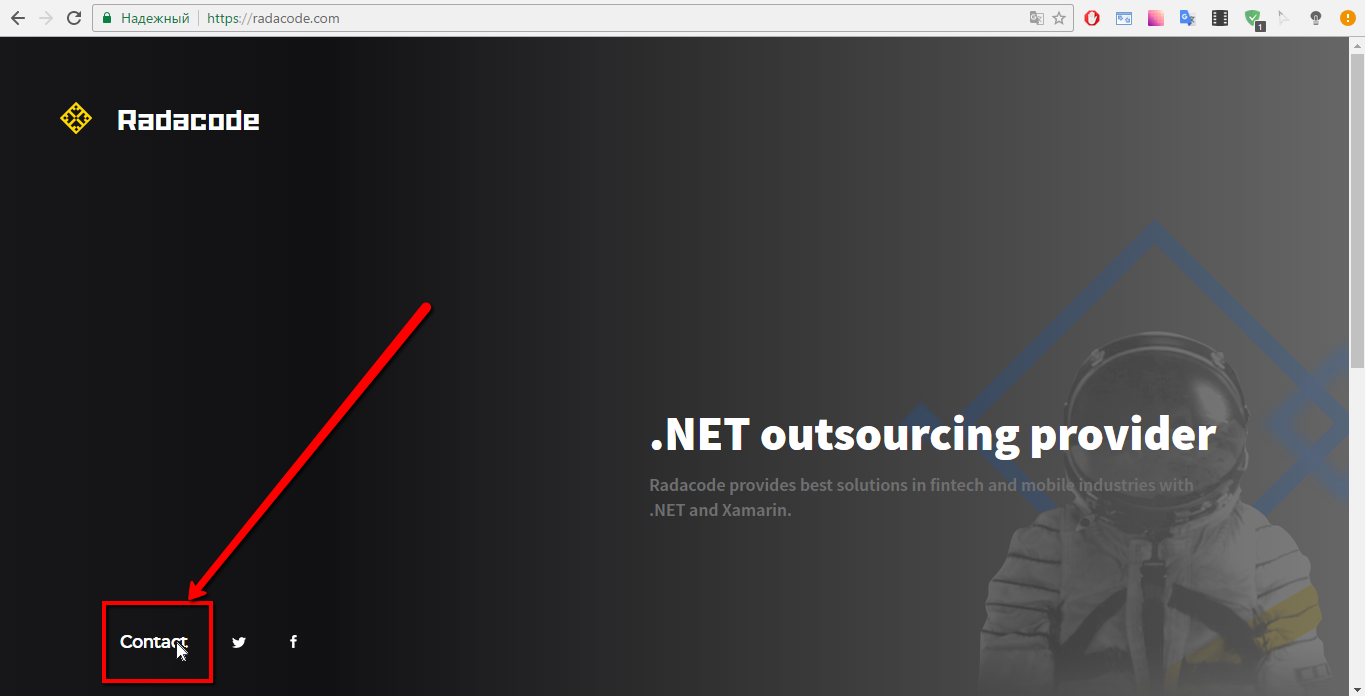 Надежный
https://radacode.com
1
Radacode
.NET outsourcing provider
Radacode provides best solutions in fintech and mobile industries with
.NET and Xamarin.
Contact